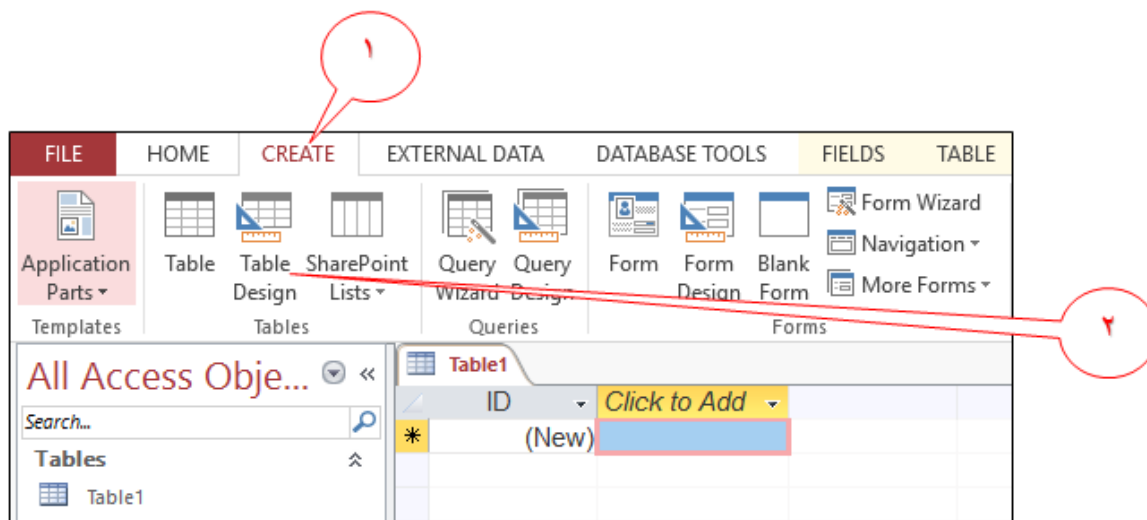 ۱
FILE HOME CREATE EXTERNAL DATA DATABASE TOOLS FIELDS TABLE
Application Parts
Table
Table Design
SharePoint Lists
Query Wizard
Query Design
Form
Form Design
Blank Form
Form Wizard
Navigation
More Forms
Templates Tables Queries Forms
۲
All Access Obje... «
Search...
Tables
Table1
Table1
ID Click to Add
* (New)